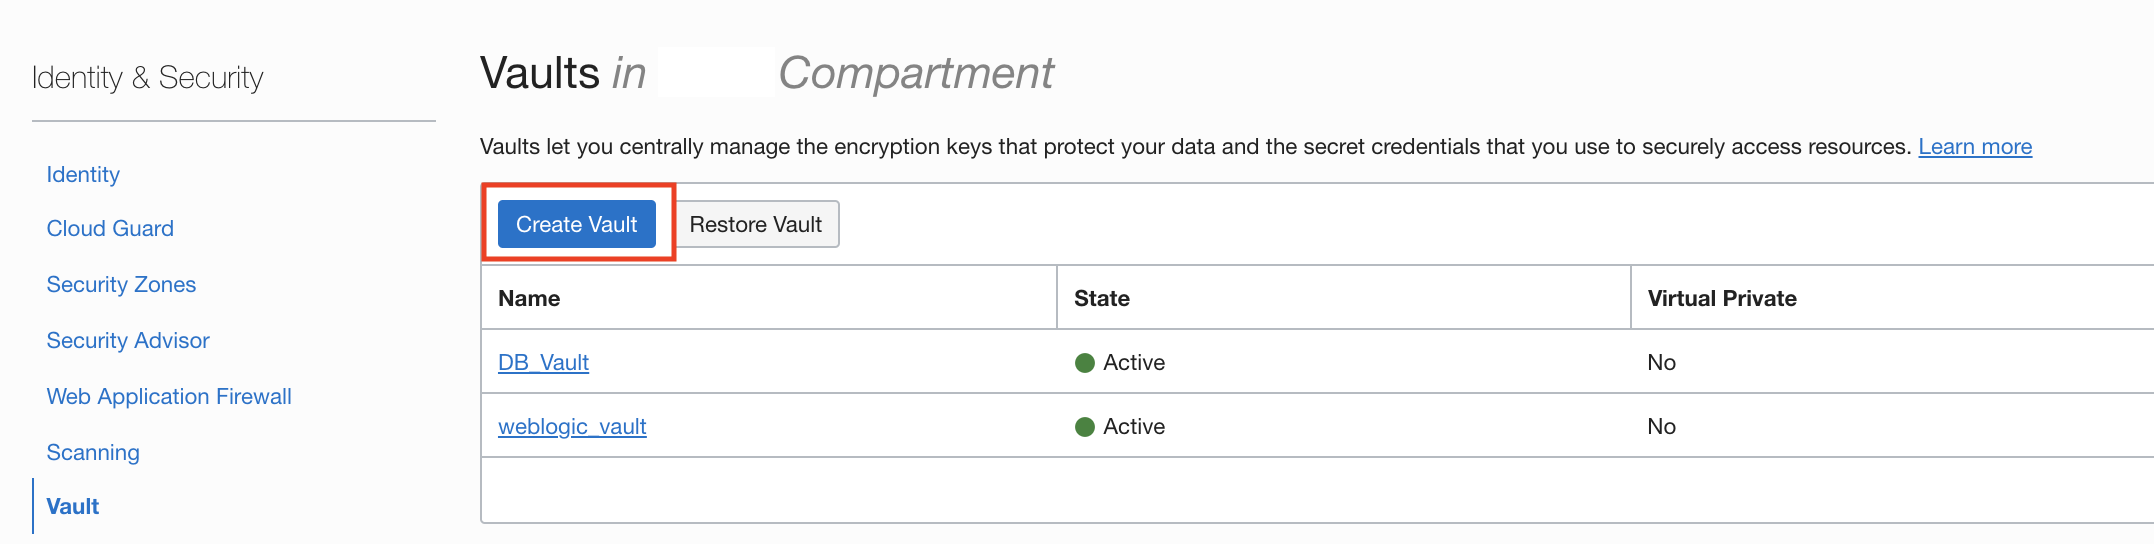 Identity & Security
Identity
Cloud Guard
Security Zones
Security Advisor
Web Application Firewall
Scanning
Vault
Vaults in Compartment
Vaults let you centrally manage the encryption keys that protect your data and the secret credentials that you use to securely access resources. Learn more
Create Vault Restore Vault
Name State Virtual Private
DB_Vault Active No
weblogic_vault Active No